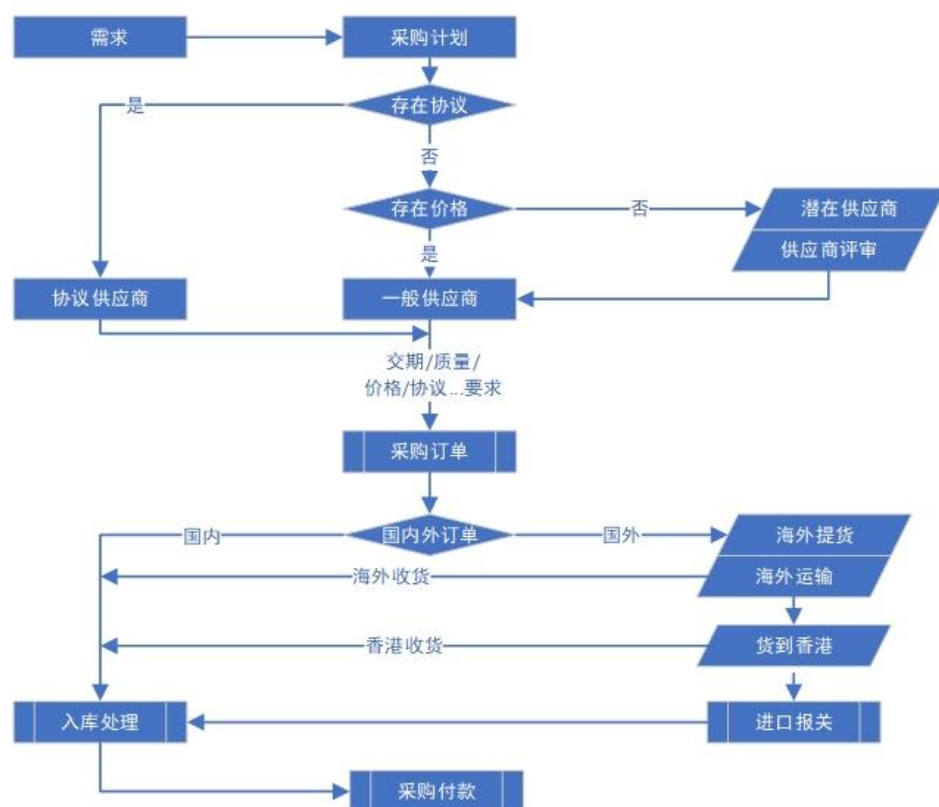 需求
采购计划
存在协议
是
否
存在价格
否
潜在供应商
供应商评审
是
协议供应商
一般供应商
交期/质量/
价格/协议...要求
采购订单
国内
国内外订单
国外
海外提货
海外收货
海外运输
香港收货
货到香港
入库处理
进口报关
采购付款